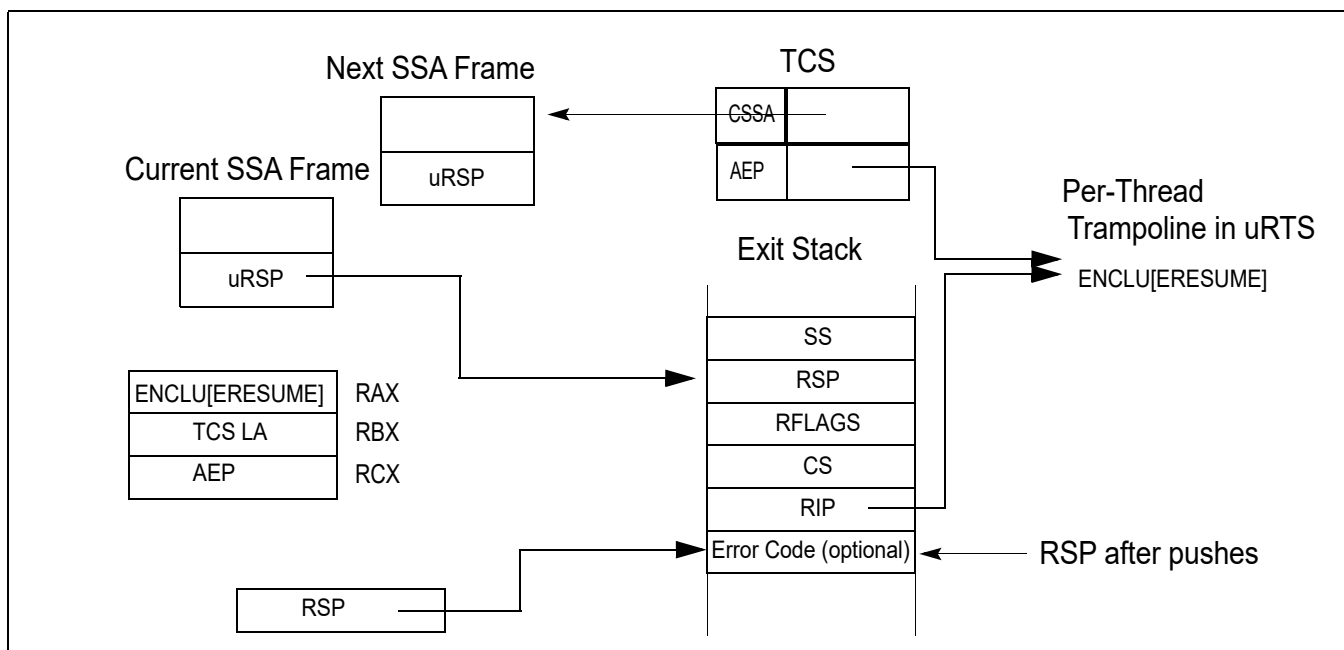 TCS
Next SSA Frame
CSSA
AEP
uRSP
Current SSA Frame
uRSP
Per-Thread
Trampoline in uRTS
ENCLU[ERESUME]
Exit Stack
SS
RSP
RFLAGS
CS
RIP
Error Code (optional)
RSP after pushes
ENCLU[ERESUME] RAX
TCS LA RBX
AEP RCX
RSP